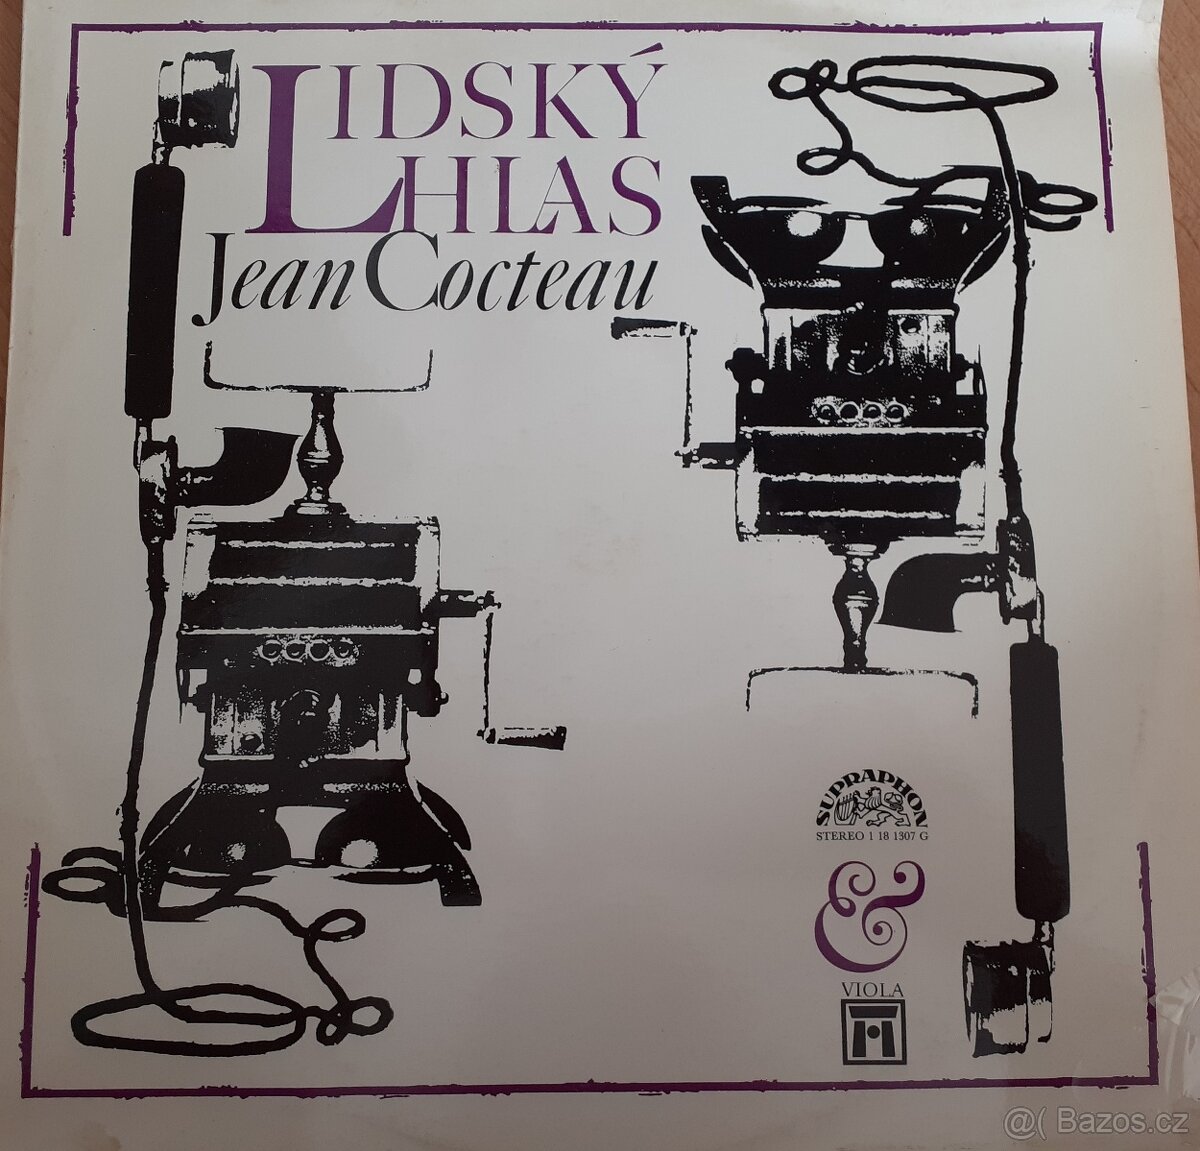 LIDSKÝ
HLAS
Jean Cocteau
SUPRAPHON
STEREO 1 18 1307 G
&
VIOLA
@( Bazos.cz